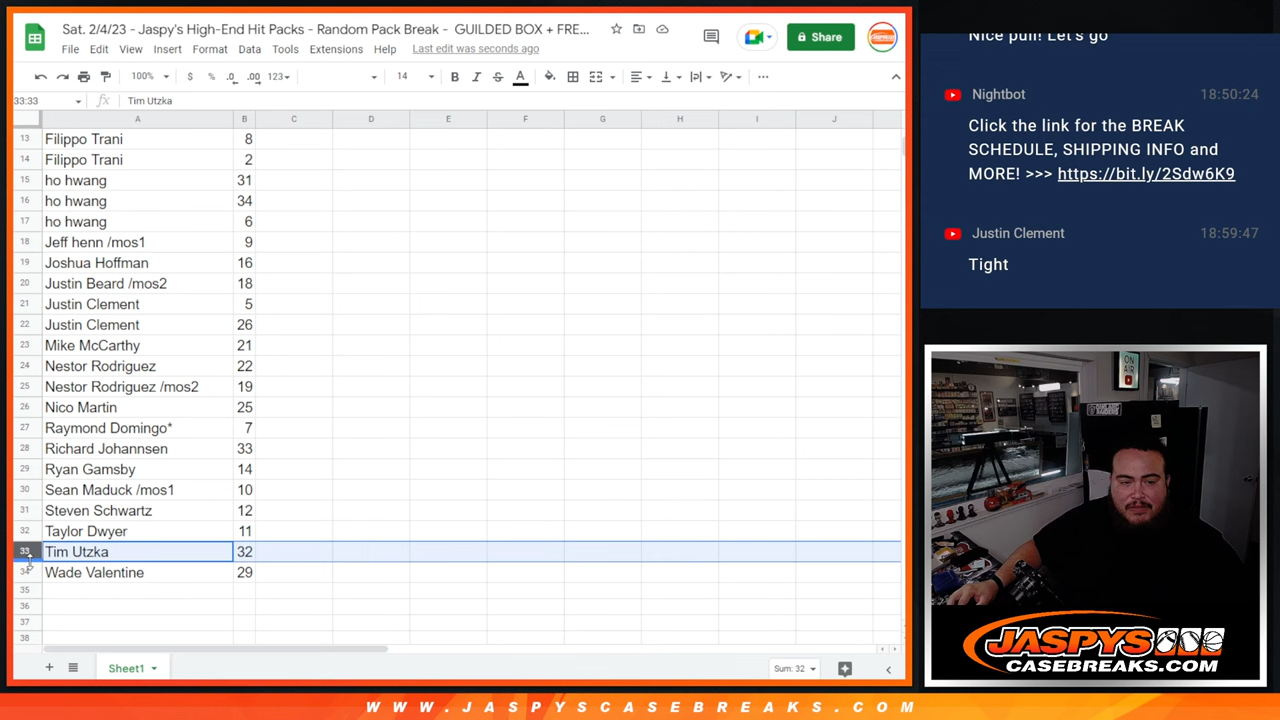 Sat. 2/4/23 - Jaspy's High-End Hit Packs - Random Pack Break - GUILDED BOX + FRE...
File Edit View Insert Format Data Tools Extensions Help Last edit was seconds ago
Share
100% $ % .0 .00 123 14 B I S A
33:33 fx Tim Utzka
A B C D E F G H I J
13 Filippo Trani 8
14 Filippo Trani 2
15 ho hwang 31
16 ho hwang 34
17 ho hwang 6
18 Jeff henn /mos1 9
19 Joshua Hoffman 16
20 Justin Beard /mos2 18
21 Justin Clement 5
22 Justin Clement 26
23 Mike McCarthy 21
24 Nestor Rodriguez 22
25 Nestor Rodriguez /mos2 19
26 Nico Martin 25
27 Raymond Domingo* 7
28 Richard Johannsen 33
29 Ryan Gamsby 14
30 Sean Maduck /mos1 10
31 Steven Schwartz 12
32 Taylor Dwyer 11
33 Tim Utzka 32
34 Wade Valentine 29
35
36
37
38
Sheet1
Sum: 32
Nice pull! Let's go
Nightbot 18:50:24
Click the link for the BREAK
SCHEDULE, SHIPPING INFO and
MORE! >>> https://bit.ly/2Sdw6K9
Justin Clement 18:59:47
Tight
ON
AIR
JASPYS
CASEBREAKS.COM
WWW.JASPYSCASEBREAKS.COM